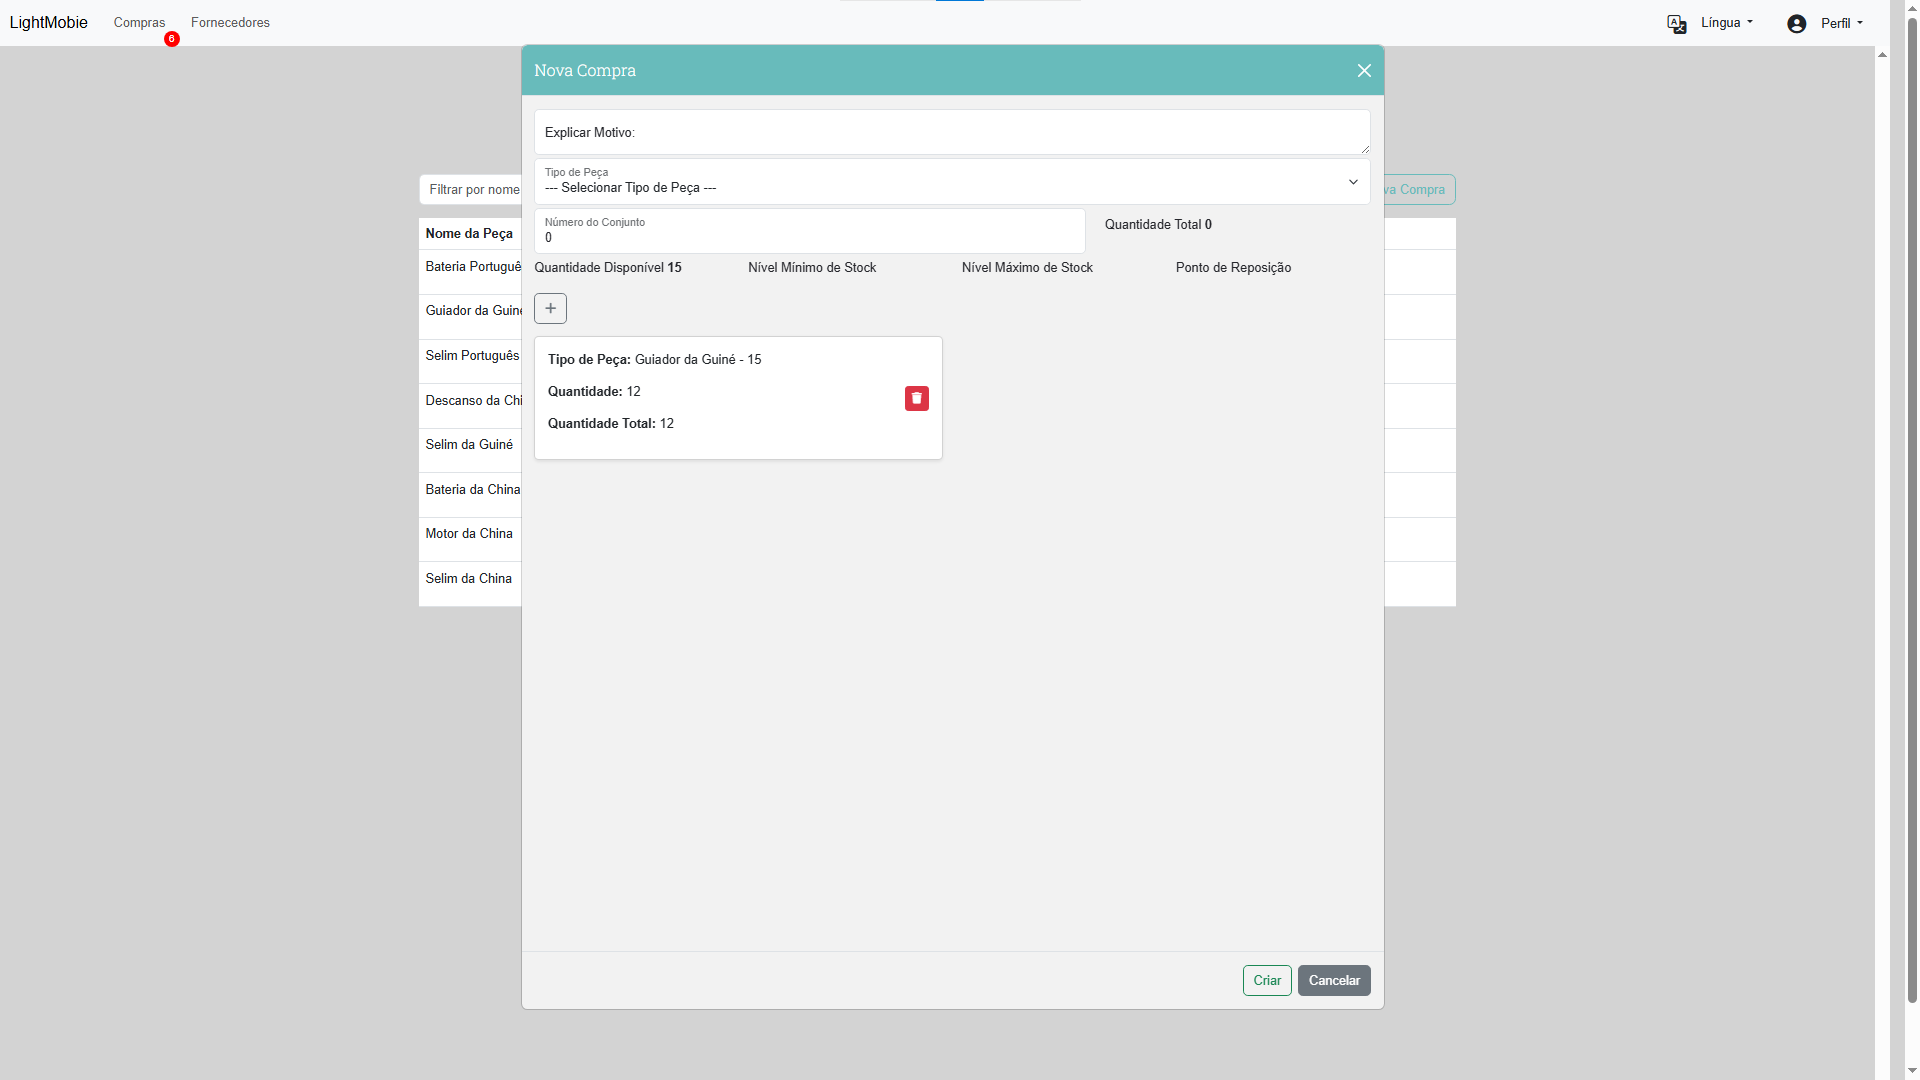 LightMobie Compras Fornecedores Língua Perfil
6
Nova Compra
Explicar Motivo:
Tipo de Peça
--- Selecionar Tipo de Peça ---
Filtrar por nome
va Compra
Número do Conjunto
0
Quantidade Total 0
Nome da Peça
Quantidade Disponível 15 Nível Mínimo de Stock Nível Máximo de Stock Ponto de Reposição
+
Tipo de Peça: Guiador da Guiné - 15
Quantidade: 12
Quantidade Total: 12
Bateria Portuguê
Guiador da Guiné
Selim Português
Descanso da Chi
Selim da Guiné
Bateria da China
Motor da China
Selim da China
Criar Cancelar